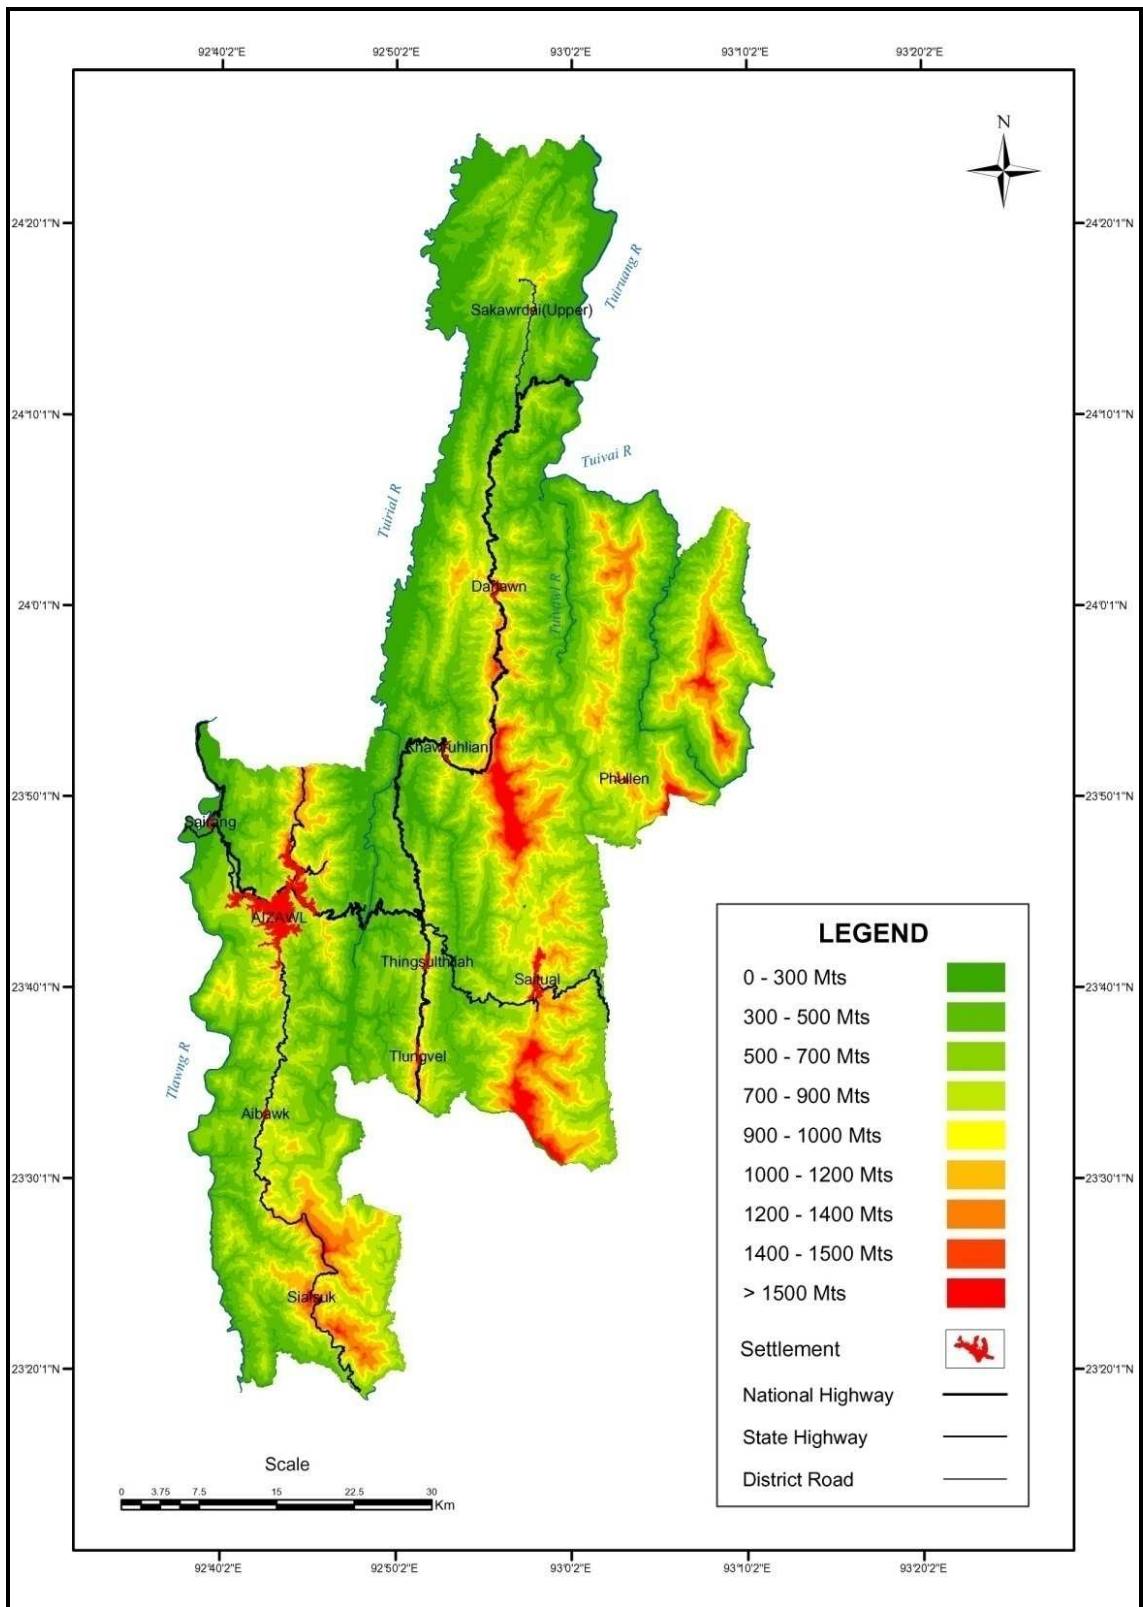 92°40'2"E
92°50'2"E
93°0'2"E
93°10'2"E
93°20'2"E
N
24°20'1"N
24°20'1"N
Tuiruang R
Sakawrdai(Upper)
24°10'1"N
24°10'1"N
Tuivai R
Tuirial R
Darlawn
Tuivawl R
24°0'1"N
24°0'1"N
Khawruhlian
Phullen
23°50'1"N
23°50'1"N
Sairang
AIZAWL
Thingsulthliah
Saitual
23°40'1"N
23°40'1"N
Tlungvel
Tlawng R
Aibawk
23°30'1"N
23°30'1"N
Sialsuk
23°20'1"N
23°20'1"N
LEGEND
0 - 300 Mts
300 - 500 Mts
500 - 700 Mts
700 - 900 Mts
900 - 1000 Mts
1000 - 1200 Mts
1200 - 1400 Mts
1400 - 1500 Mts
> 1500 Mts
Settlement
National Highway
State Highway
District Road
Scale
0 3.75 7.5 15 22.5 30
Km
92°40'2"E
92°50'2"E
93°0'2"E
93°10'2"E
93°20'2"E